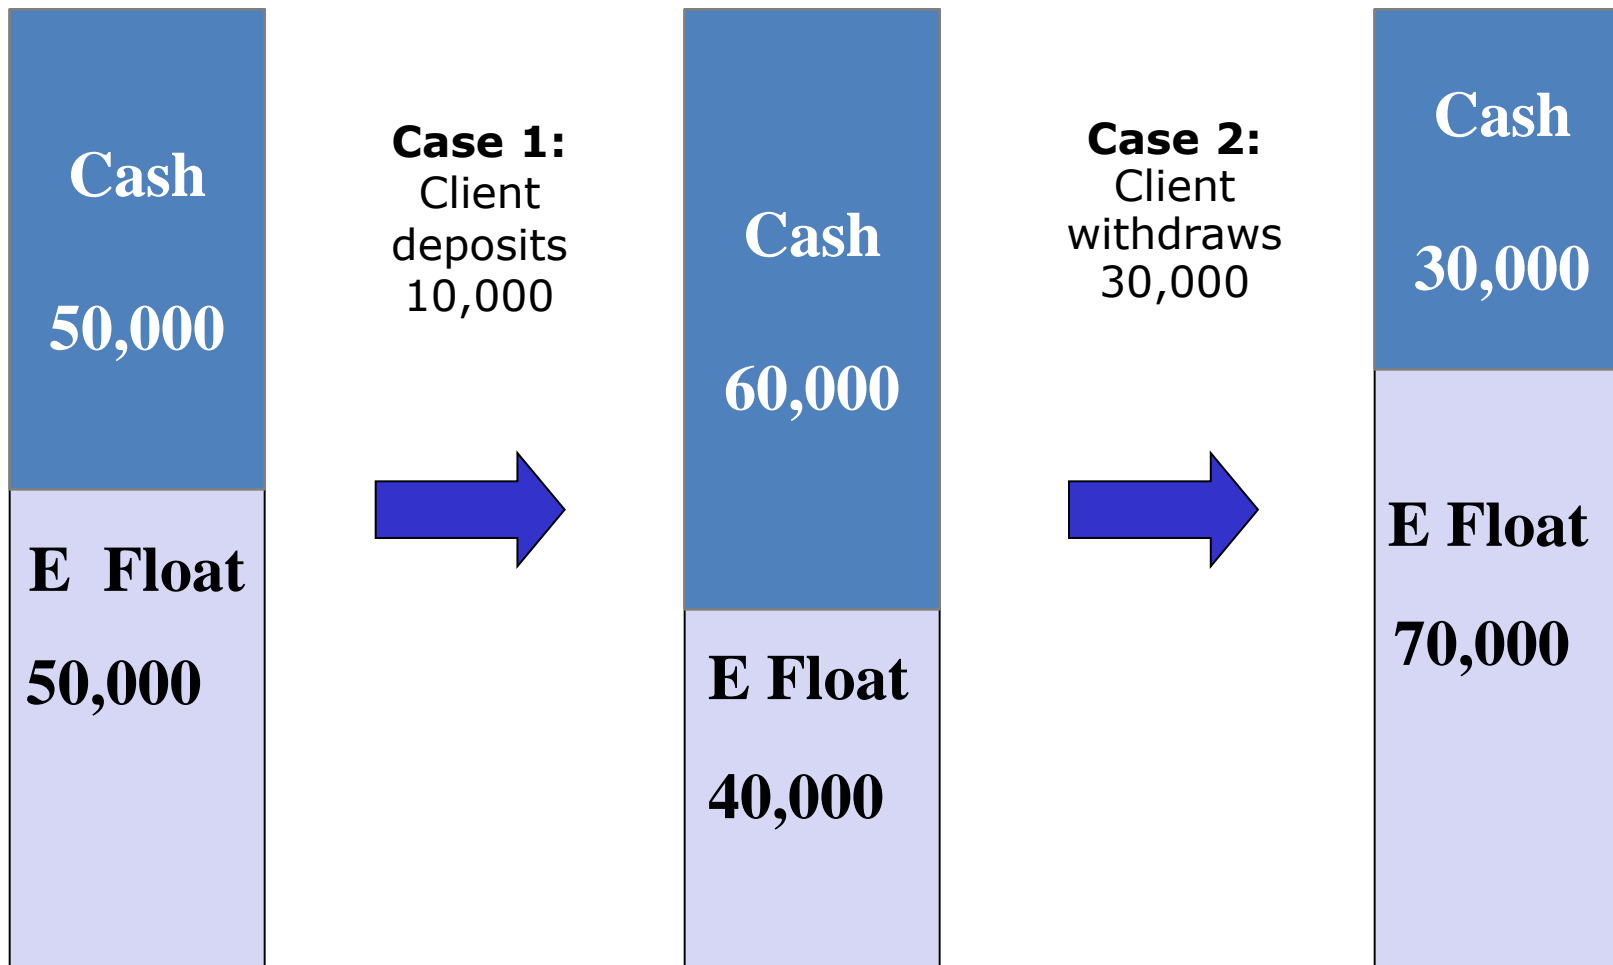 Cash
50,000
E  Float
50,000
Case 1:
Client
deposits
10,000
Cash
60,000
E Float
40,000
Case 2:
Client
withdraws
30,000
Cash
30,000
E Float
70,000